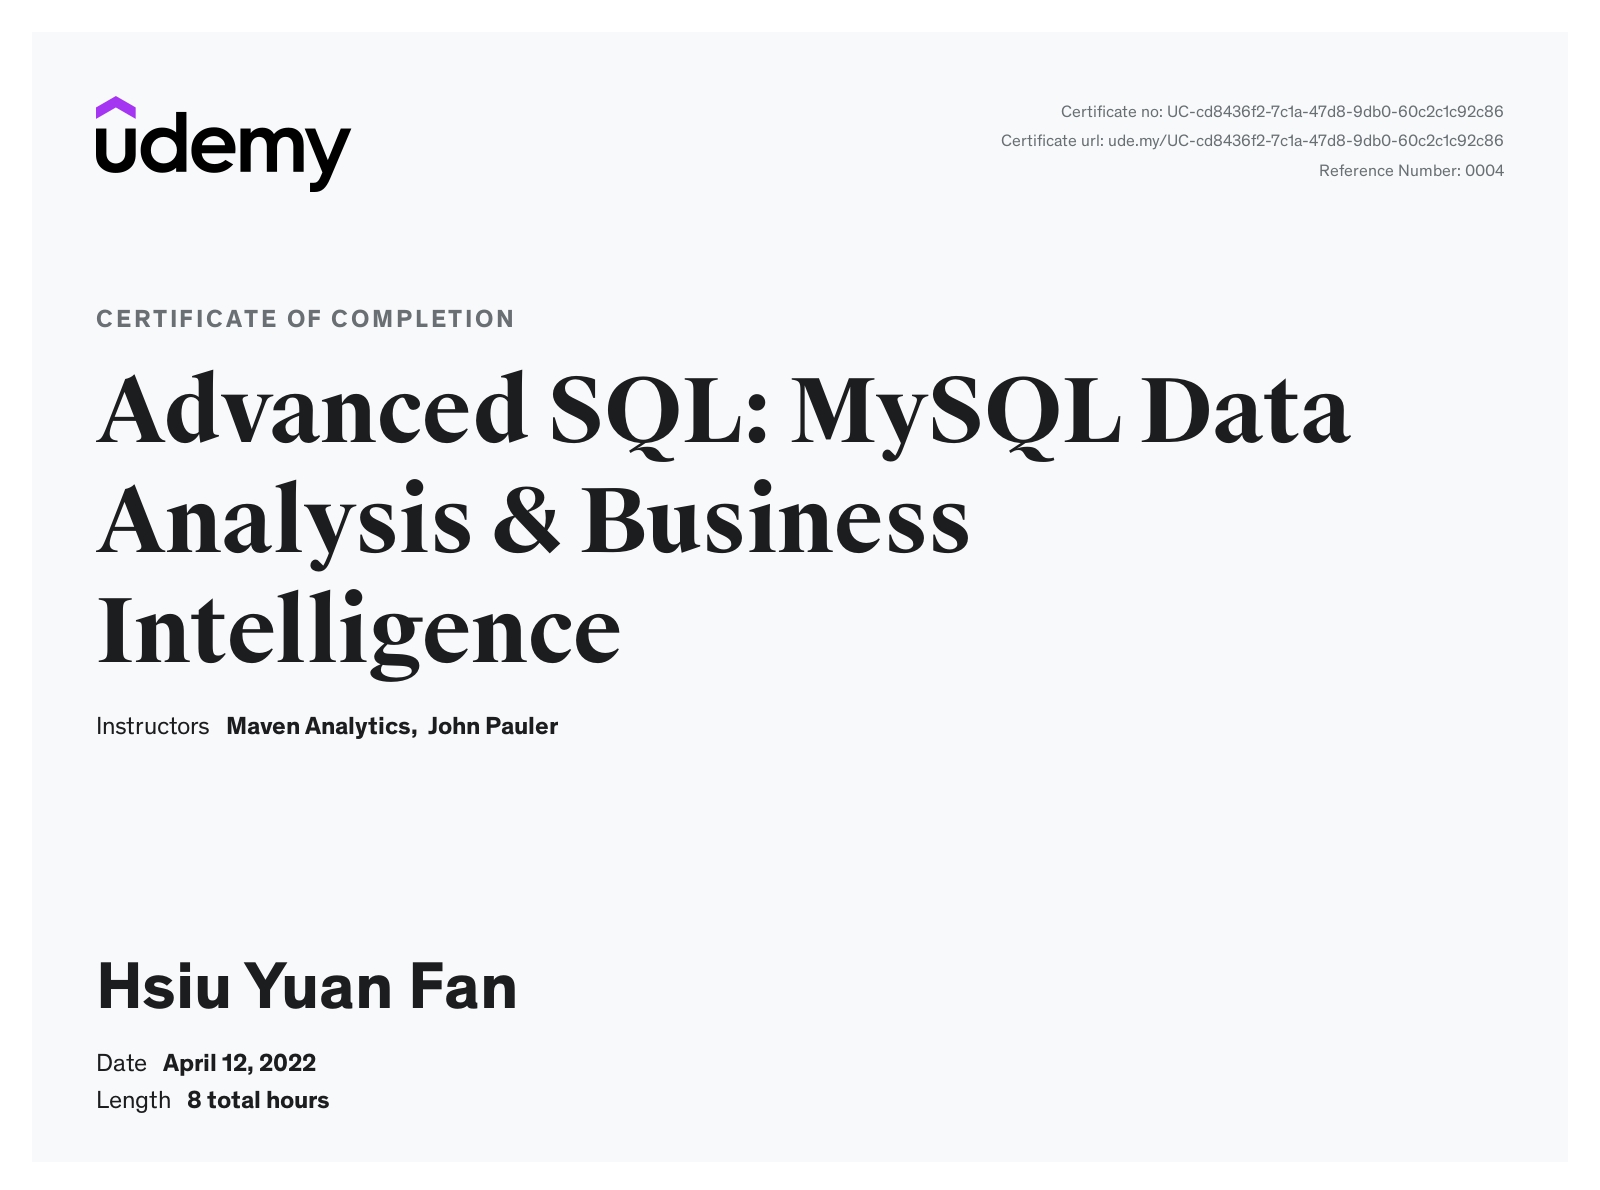 udemy
Certificate no: UC-cd8436f2-7c1a-47d8-9db0-60c2c1c92c86
Certificate url: ude.my/UC-cd8436f2-7c1a-47d8-9db0-60c2c1c92c86
Reference Number: 0004
CERTIFICATE OF COMPLETION
Advanced SQL: MySQL Data
Analysis & Business
Intelligence
Instructors Maven Analytics, John Pauler
Hsiu Yuan Fan
Date April 12, 2022
Length 8 total hours